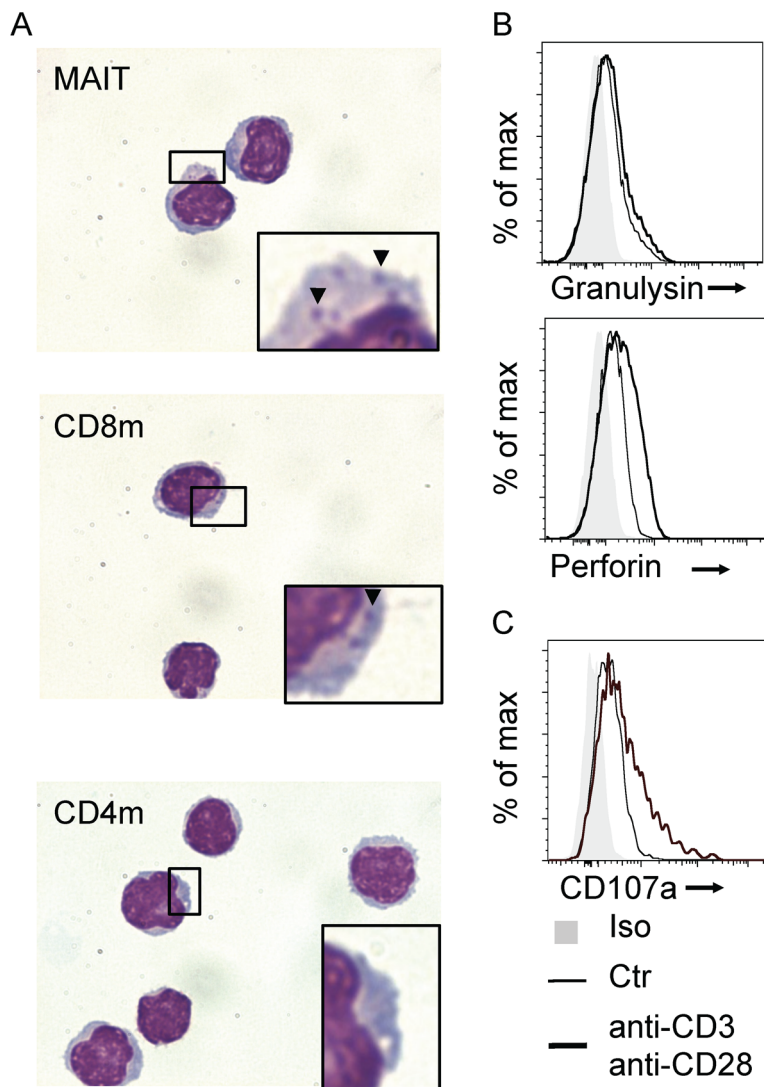 A
MAIT
CD8m
CD4m
B
% of max
Granulysin
% of max
Perforin
C
% of max
CD107a
Iso
Ctr
anti-CD3
anti-CD28